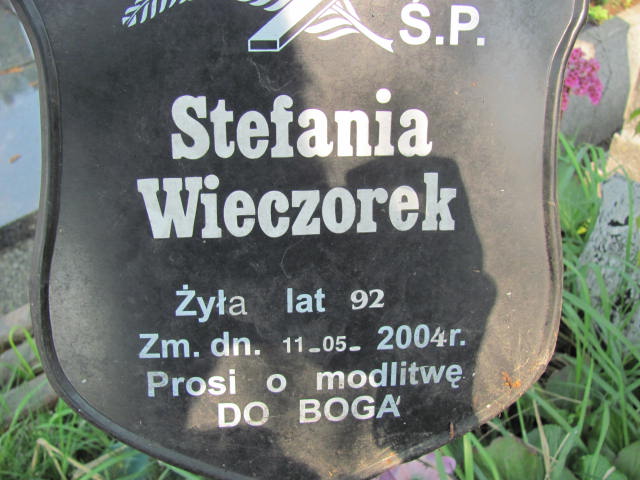 Ś.P.
Stefania
Wieczorek
Żyła lat 92
Zm. dn. 11-05-2004r.
Prosi o modlitwę
DO BOGA